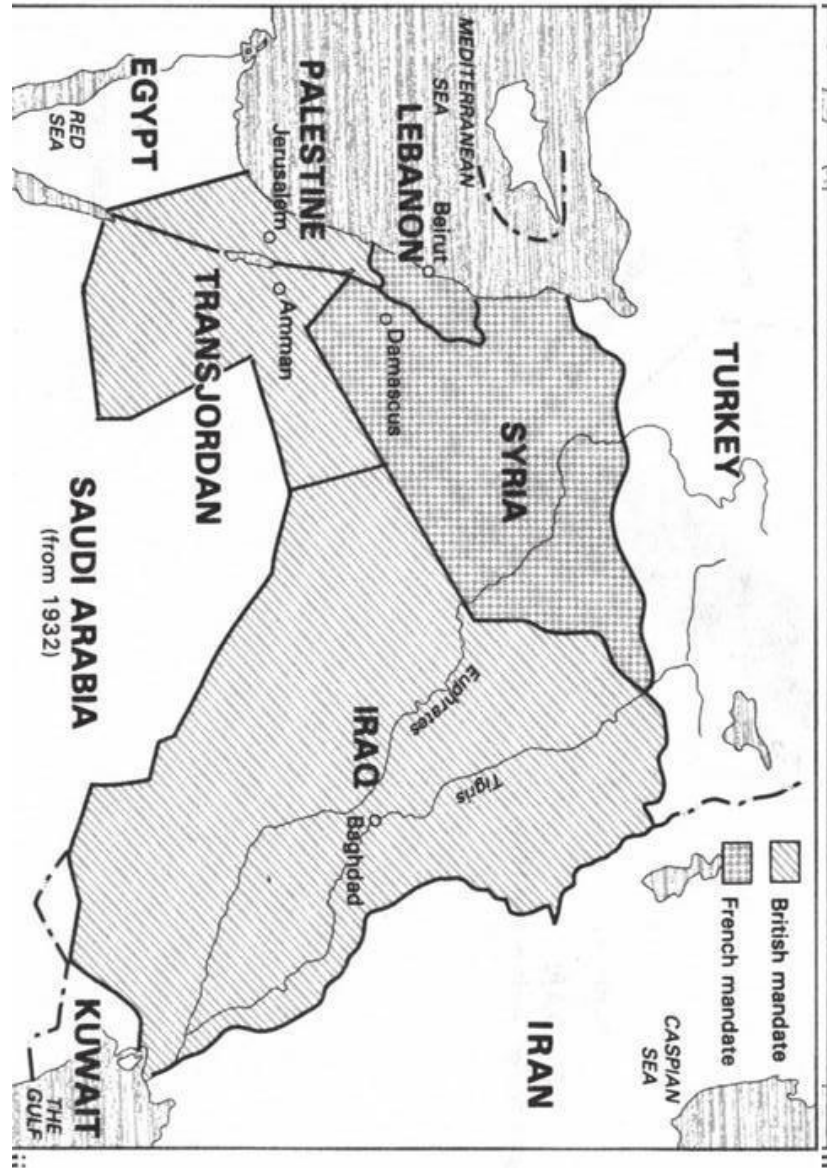 TURKEY
British mandate
French mandate
CASPIAN
SEA
MEDITERRANEAN
SEA
LEBANON
Beirut
SYRIA
Damascus
IRAN
PALESTINE
Jerusalem
Amman
TRANSJORDAN
Euphrates
Tigris
IRAQ
Baghdad
EGYPT
RED
SEA
SAUDI ARABIA
(from 1932)
KUWAIT
THE
GULF